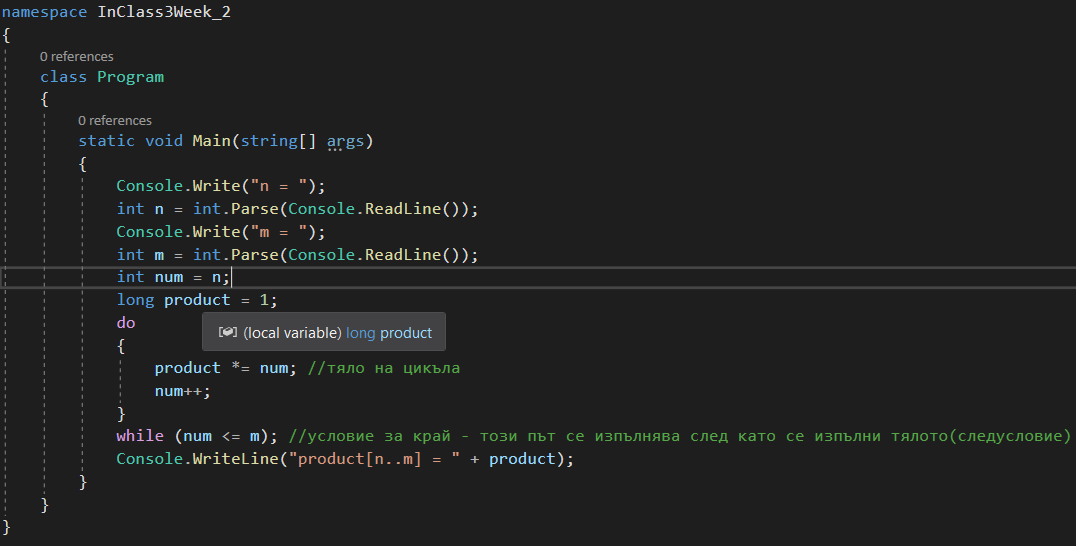 namespace InClass3Week_2
{
0 references
class Program
{
0 references
static void Main(string[] args)
{
Console.Write("n = ");
int n = int.Parse(Console.ReadLine());
Console.Write("m = ");
int m = int.Parse(Console.ReadLine());
int num = n;
long product = 1;
do
(local variable) long product
{
product *= num; //тяло на цикъла
num++;
}
while (num <= m); //условие за край - този път се изпълнява след като се изпълни тялото(следусловие)
Console.WriteLine("product[n..m] = " + product);
}
}
}